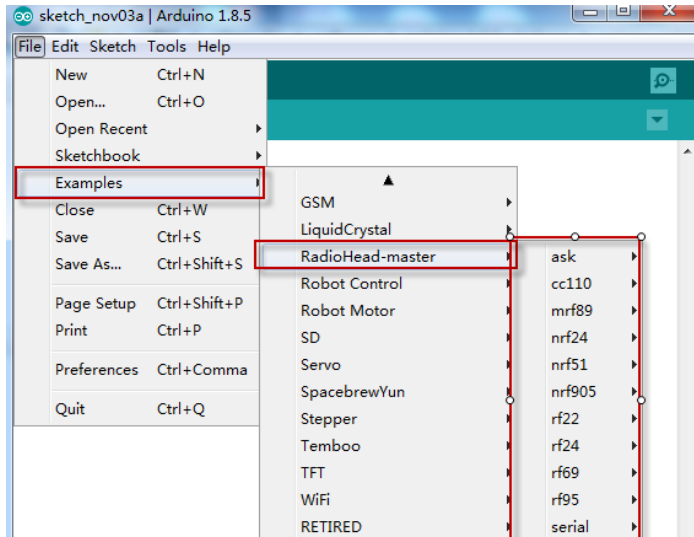 sketch_nov03a | Arduino 1.8.5
File Edit Sketch Tools Help
New Ctrl+N
Open... Ctrl+O
Open Recent
Sketchbook
Examples
Close Ctrl+W
Save Ctrl+S
Save As... Ctrl+Shift+S
Page Setup Ctrl+Shift+P
Print Ctrl+P
Preferences Ctrl+Comma
Quit Ctrl+Q
GSM
LiquidCrystal
RadioHead-master
Robot Control
Robot Motor
SD
Servo
SpacebrewYun
Stepper
Temboo
TFT
WiFi
RETIRED
ask
cc110
mrf89
nrf24
nrf51
nrf905
rf22
rf24
rf69
rf95
serial